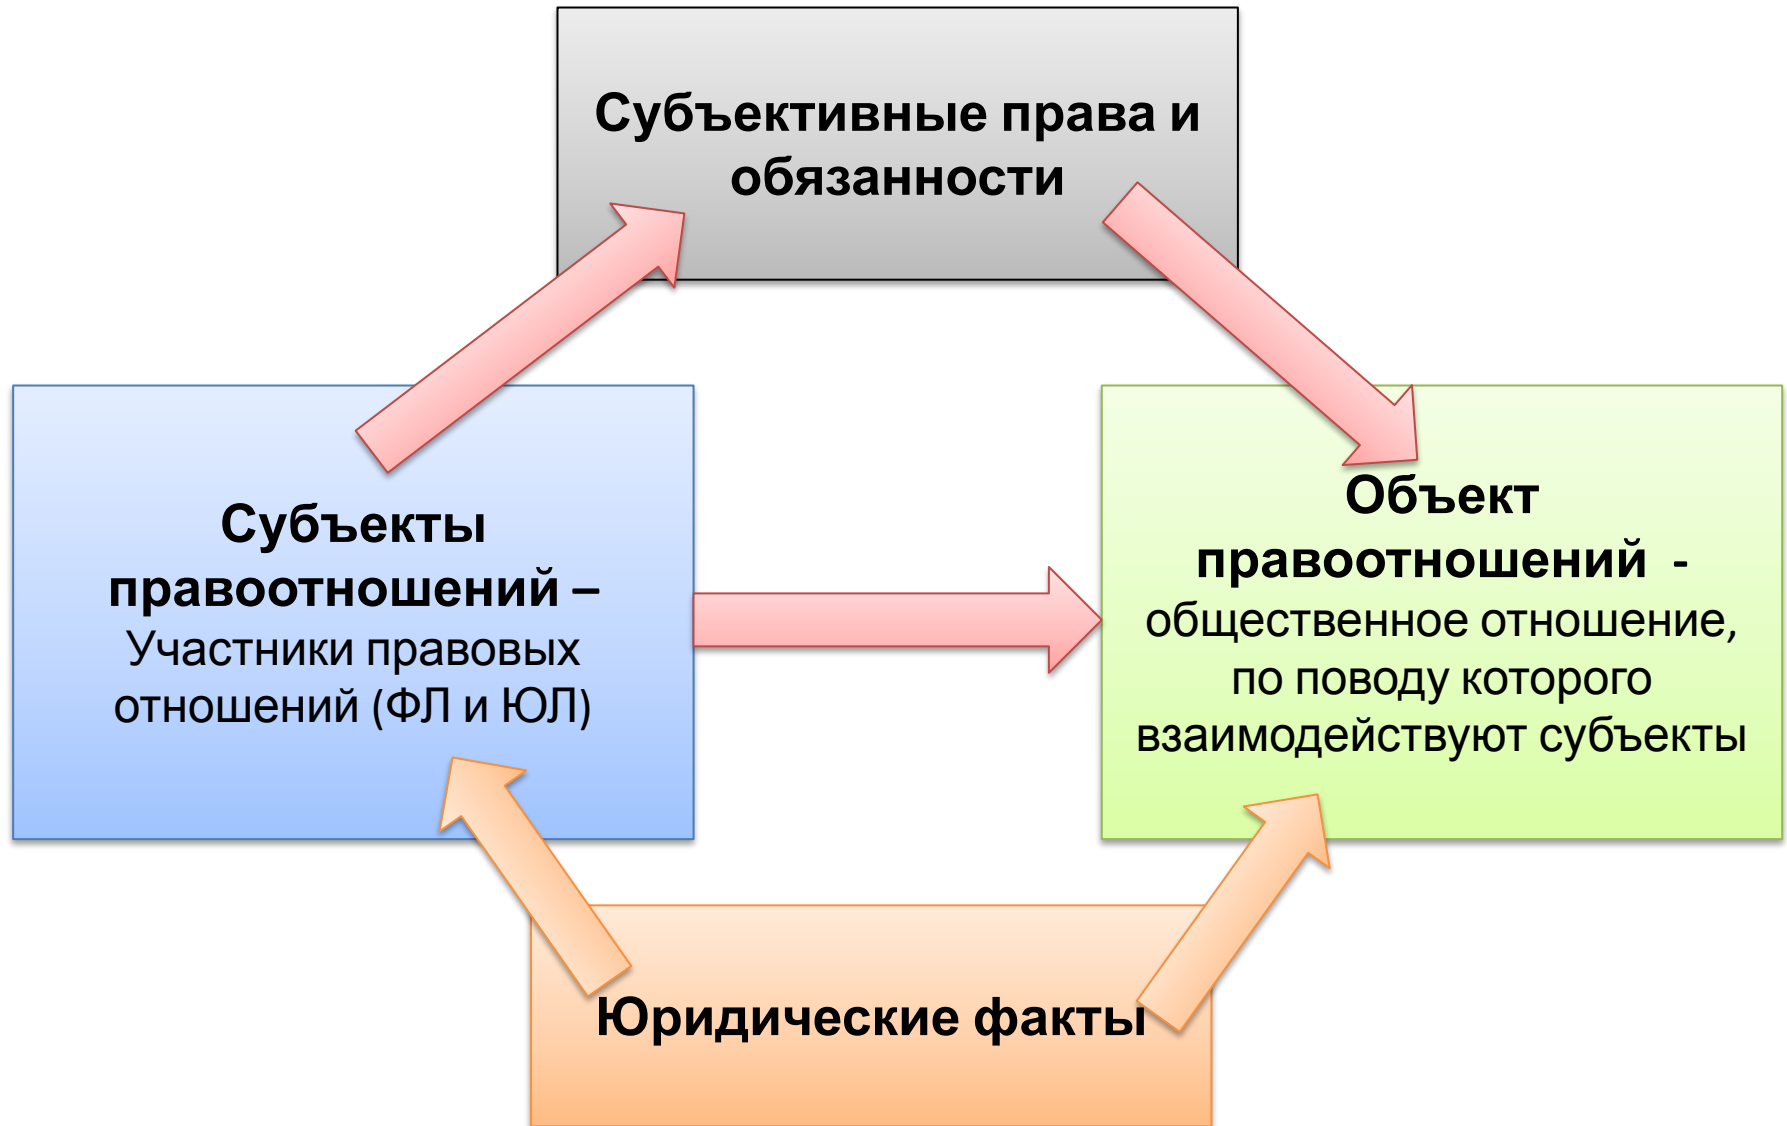 Субъективные права и
обязанности
Субъекты
правоотношений –
Участники правовых
отношений (ФЛ и ЮЛ)
Объект
правоотношений -
общественное отношение,
по поводу которого
взаимодействуют субъекты
Юридические факты